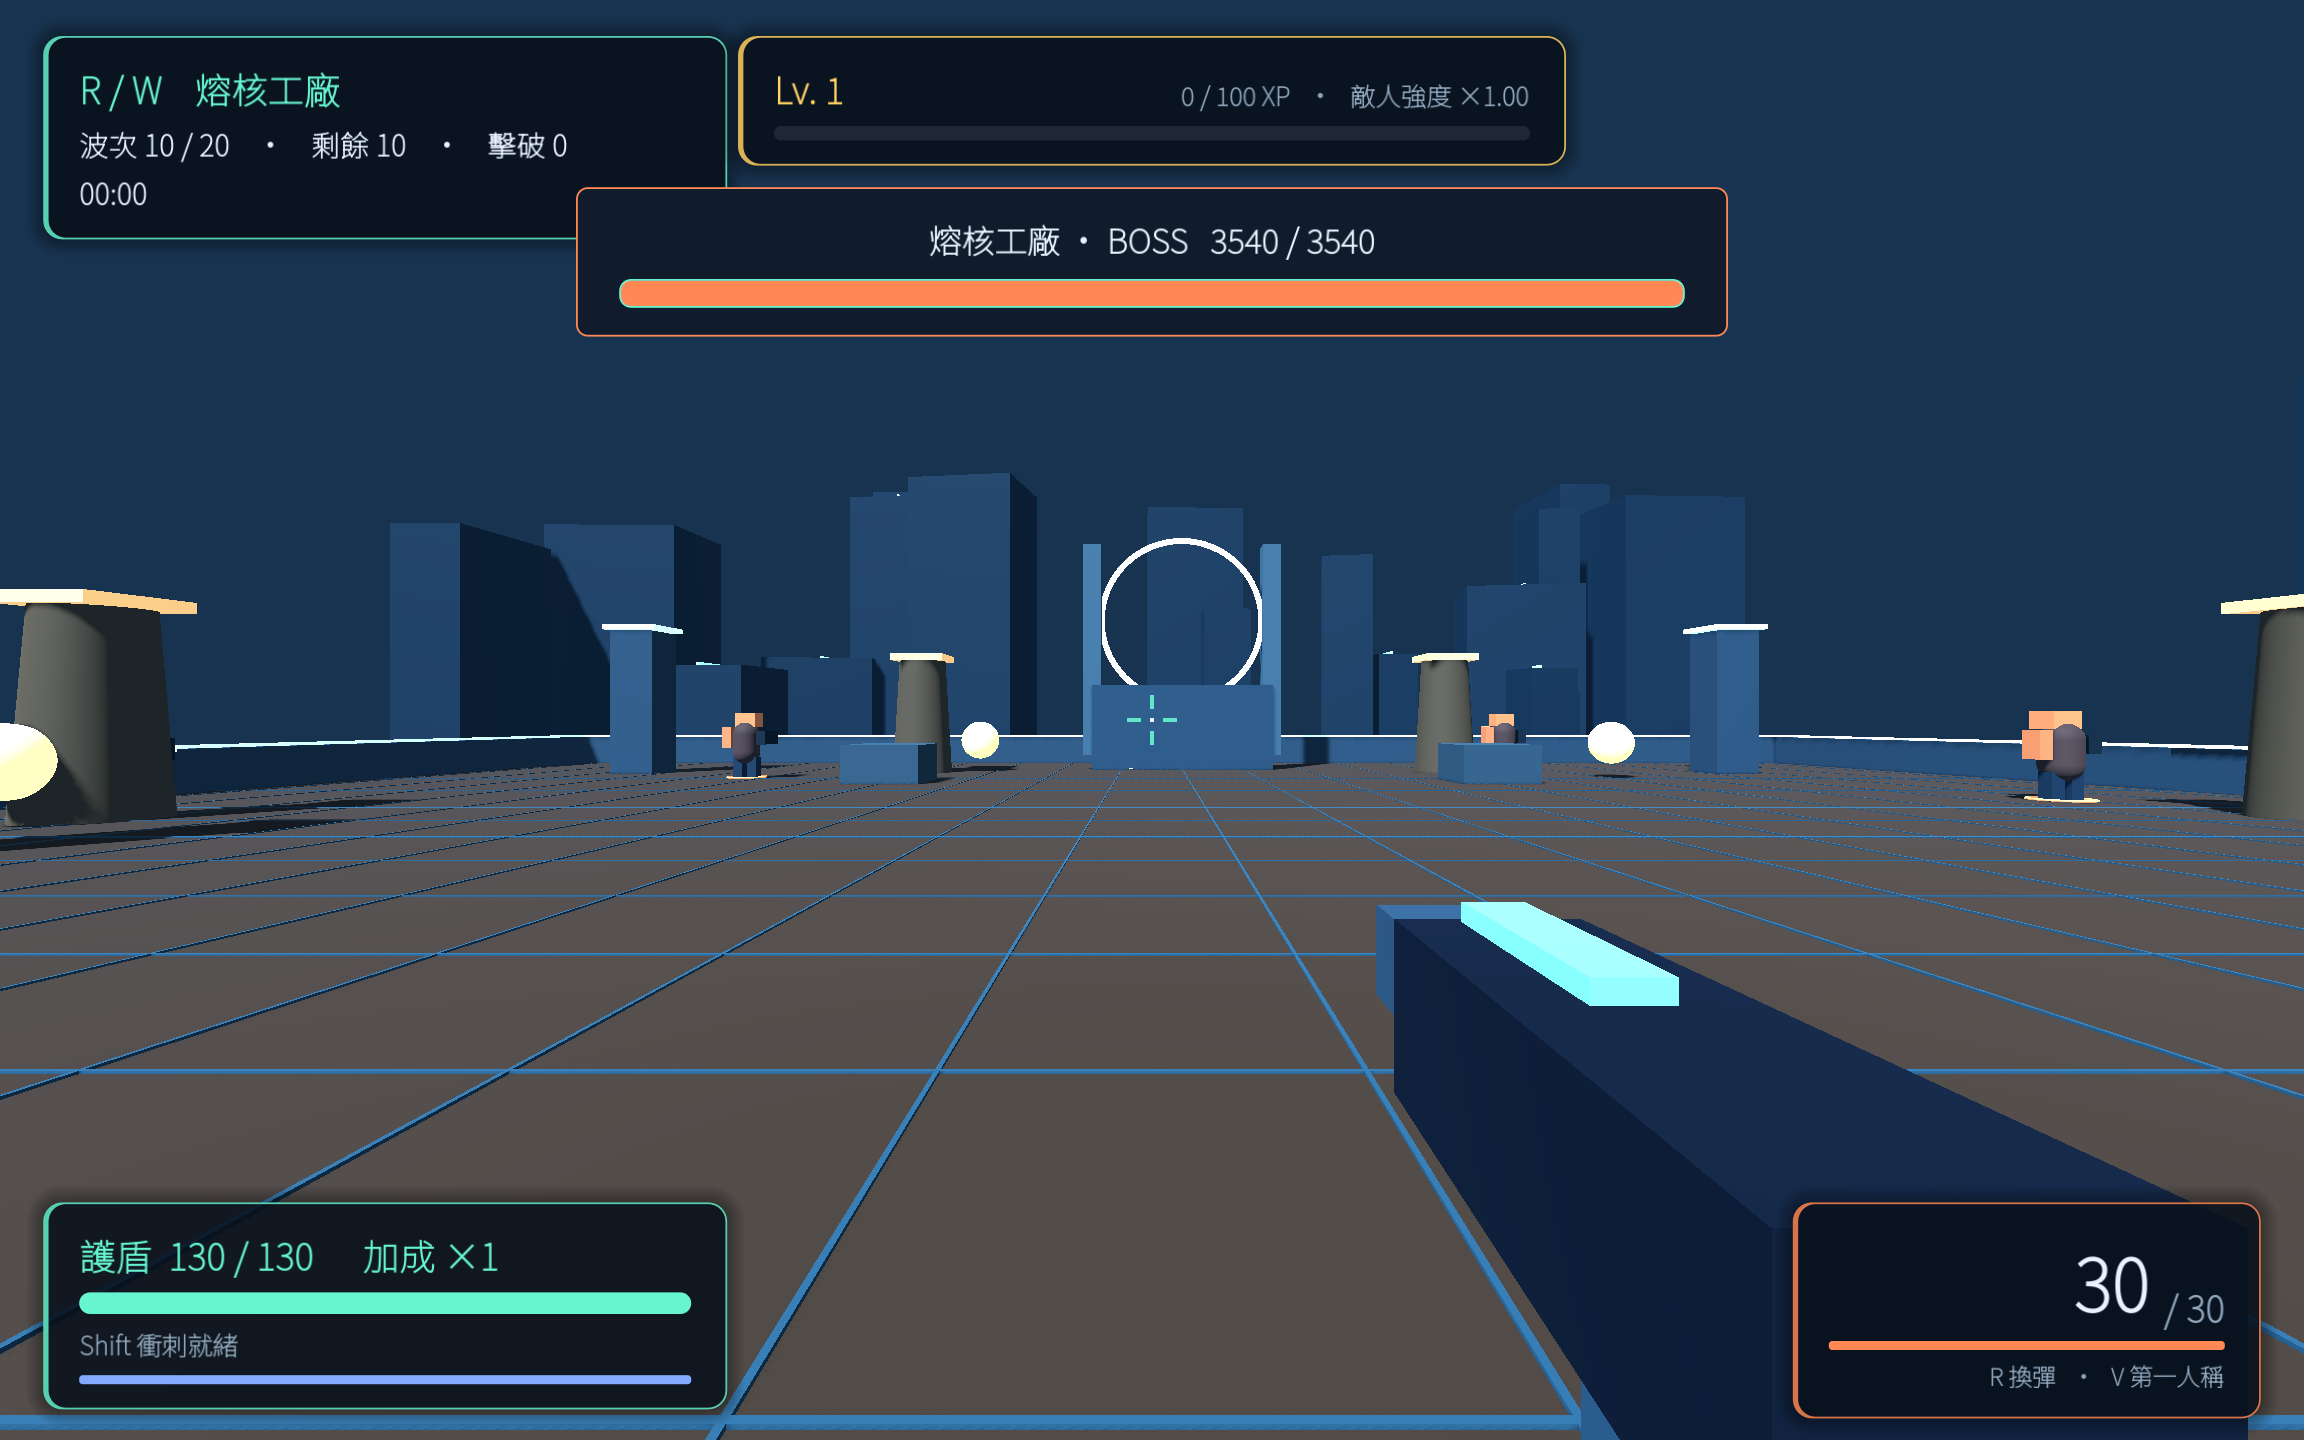 R / W 熔核工廠
波次 10 / 20 · 剩餘 10 · 擊破 0
00:00
Lv. 1
0 / 100 XP · 敵人強度 ×1.00
熔核工廠 · BOSS 3540 / 3540
護盾 130 / 130 加成 ×1
Shift 衝刺就緒
30 / 30
R 換彈 · V 第一人稱